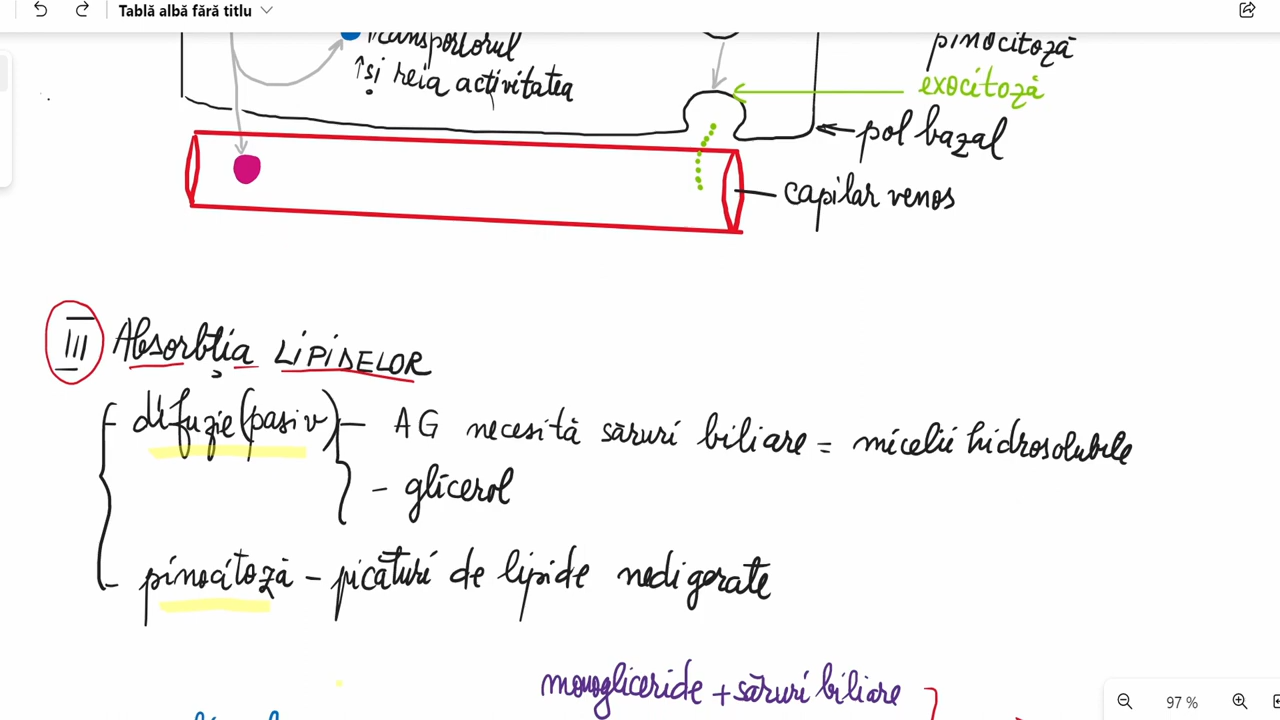 Tablă albă fără titlu
transportorul
↑și reia activitatea
pinocitoză
exocitoză
pol bazal
capilar venos
III Absorbția LIPIDELOR
difuzie (pasiv) - AG necesită săruri biliare = micelii hidrosolubile
- glicerol
pinocitoză - picături de lipide nedigerate
monogliceride + săruri biliare
97 %